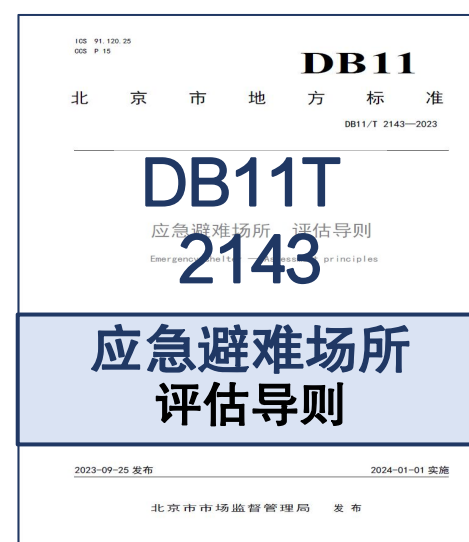 ICS 91.120.25
CCS P 15
DB11
北京市地方标准
DB11/T 2143—2023
DB11T
应急避难场所 评估导则
2143
Emergency shelter — Assessment principles
应急避难场所
评估导则
2023-09-25 发布 2024-01-01 实施
北京市市场监督管理局 发布